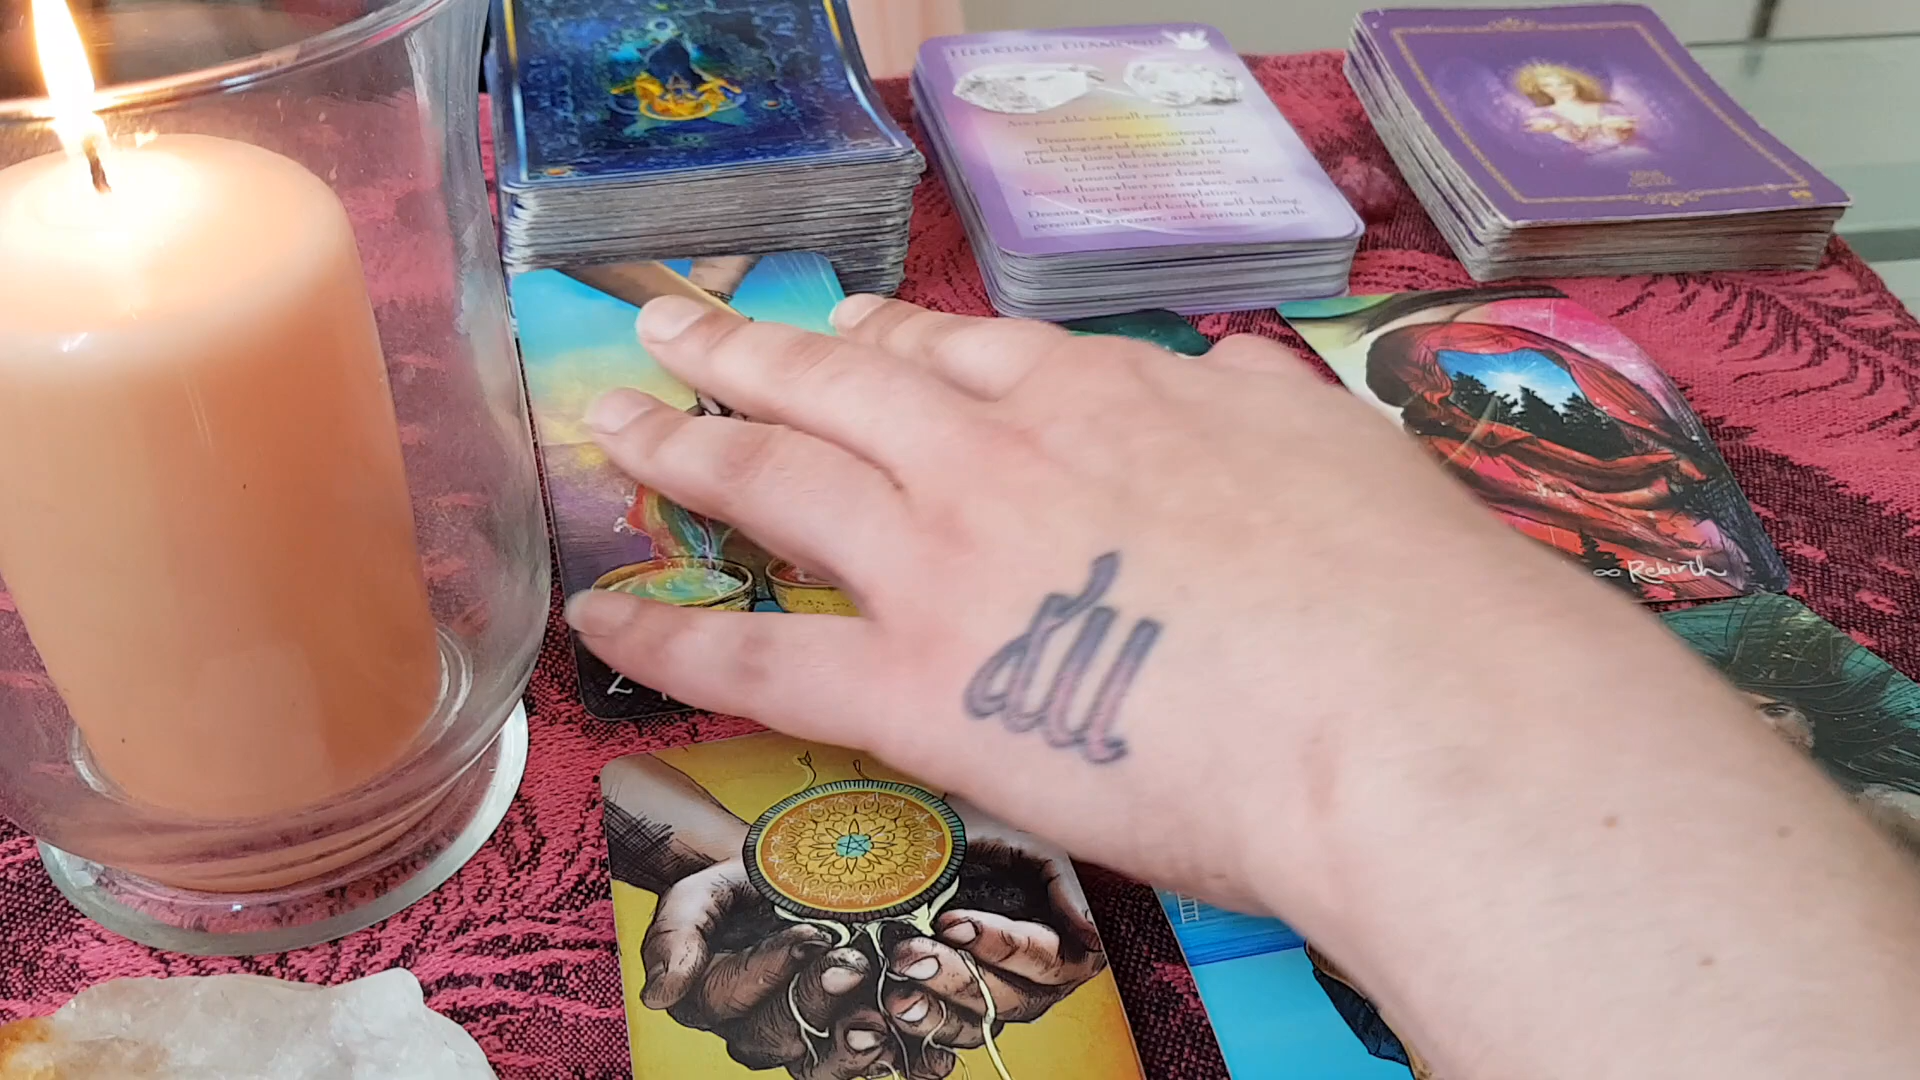 HERKIMER DIAMOND
Are you able to recall your dreams?
Dreams can be your internal
psychologist and spiritual advisor.
Take the time before going to sleep
to form the intention to
remember your dreams.
Record them when you awaken, and use
them for contemplation.
Dreams are powerful tools for self-healing,
personal awareness, and spiritual growth.
∞ Rebirth
2